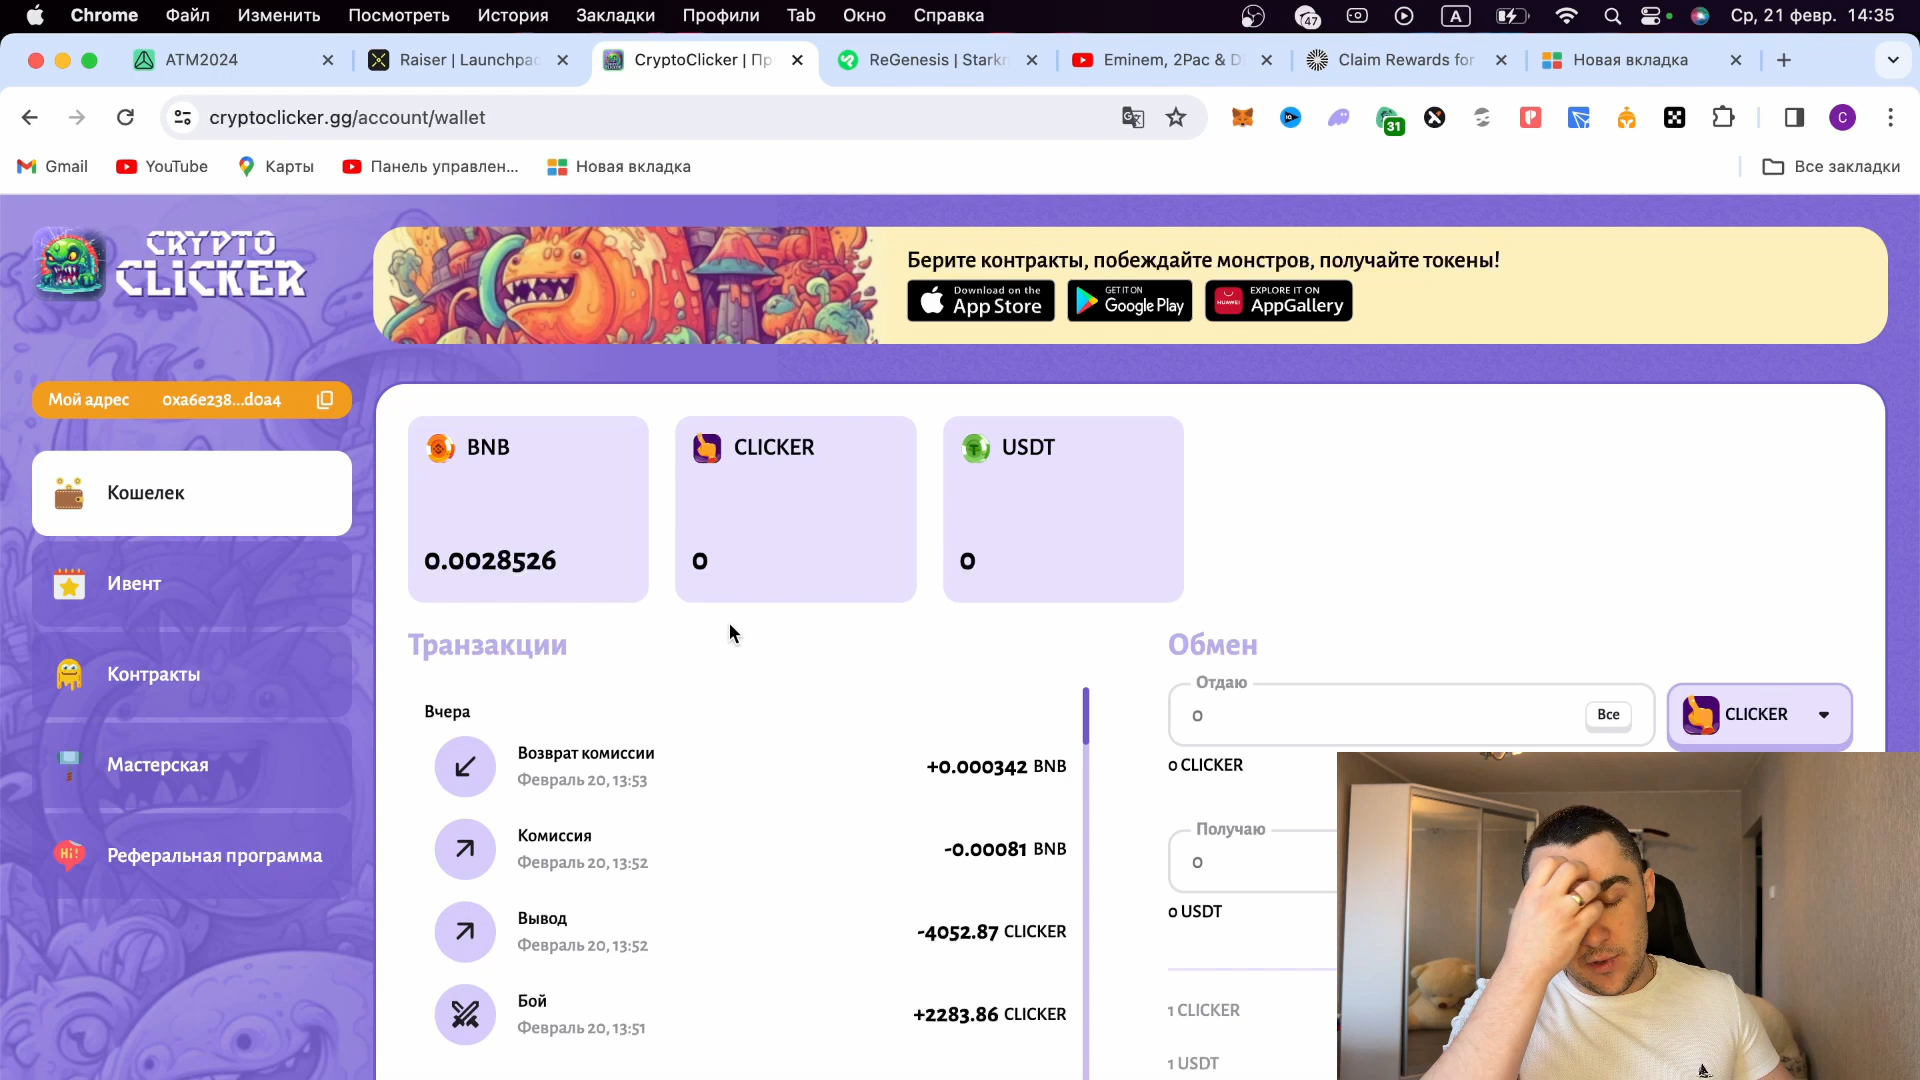 Chrome Файл Изменить Посмотреть История Закладки Профили Tab Окно Справка 47 A Ср, 21 февр. 14:35
ATM2024 Raiser | Launchpad CryptoClicker | Пр ReGenesis | Starkn Eminem, 2Pac & D Claim Rewards for Новая вкладка
cryptoclicker.gg/account/wallet 31 C
Gmail YouTube Карты Панель управлен... Новая вкладка Все закладки
CRYPTO
CLICKER
Берите контракты, побеждайте монстров, получайте токены!
Download on the
App Store
GET IT ON
Google Play
HUAWEI
EXPLORE IT ON
AppGallery
Мой адрес 0xa6e238...d0a4
Кошелек
Ивент
Контракты
Мастерская
Hi!
Реферальная программа
BNB
0.0028526
CLICKER
0
USDT
0
Транзакции
Вчера
Возврат комиссии
Февраль 20, 13:53
+0.000342 BNB
Комиссия
Февраль 20, 13:52
-0.00081 BNB
Вывод
Февраль 20, 13:52
-4052.87 CLICKER
Бой
Февраль 20, 13:51
+2283.86 CLICKER
Обмен
Отдаю
0
Все
CLICKER
0 CLICKER
Получаю
0
0 USDT
1 CLICKER
1 USDT